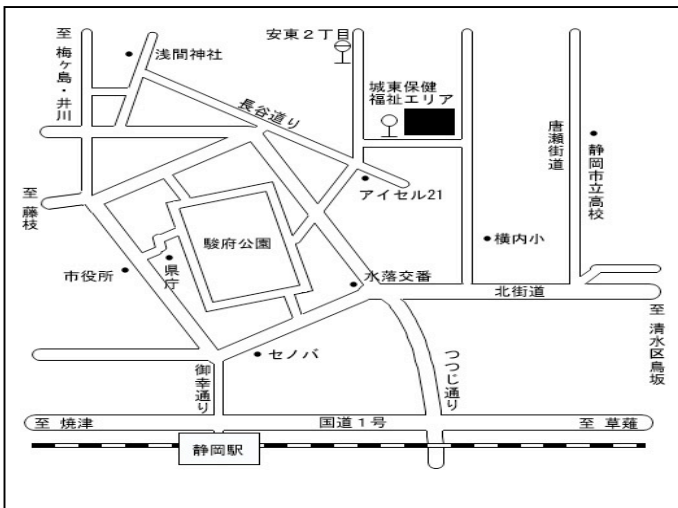 至 梅ヶ島・井川
浅間神社
安東２丁目
城東保健
福祉エリア
長谷通り
唐瀬街道
静岡市立高校
至 藤枝
アイセル21
駿府公園
横内小
市役所
県庁
水落交番
北街道
至 清水区鳥坂
セノバ
御幸通り
つつじ通り
至 焼津
国道１号
至 草薙
静岡駅